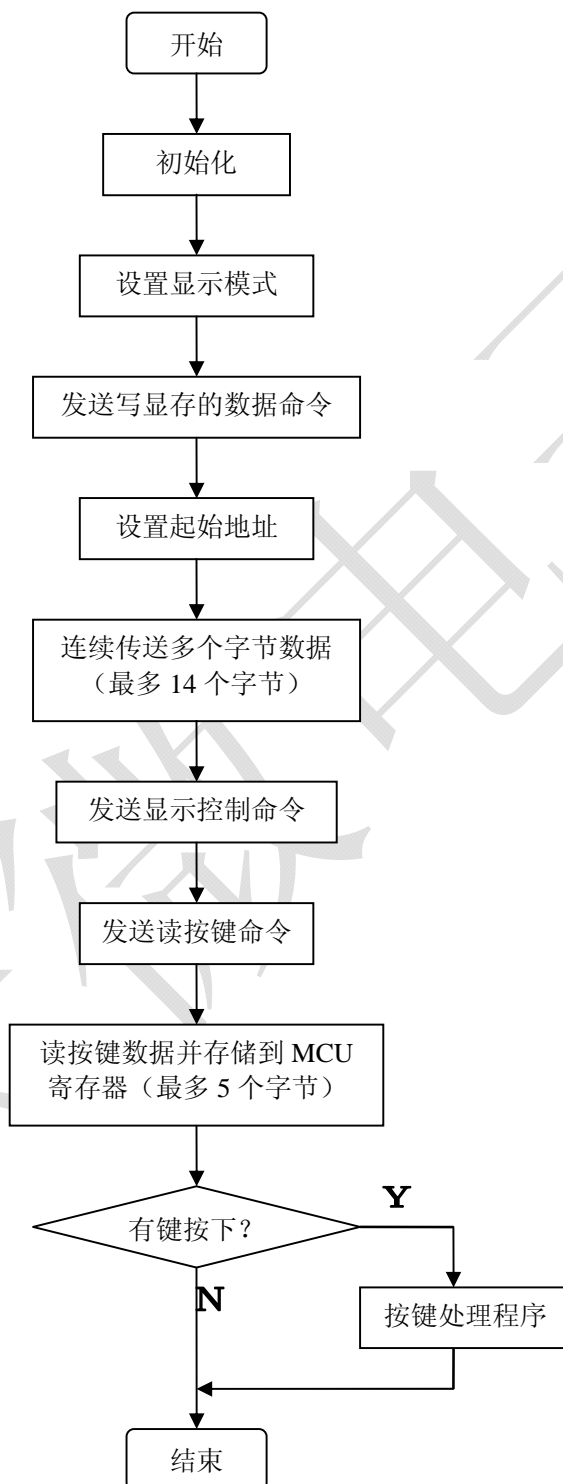 开始
初始化
设置显示模式
发送写显存的数据命令
设置起始地址
连续传送多个字节数据
（最多 14 个字节）
发送显示控制命令
发送读按键命令
读按键数据并存储到 MCU
寄存器（最多 5 个字节）
有键按下？
Y
N
按键处理程序
结束